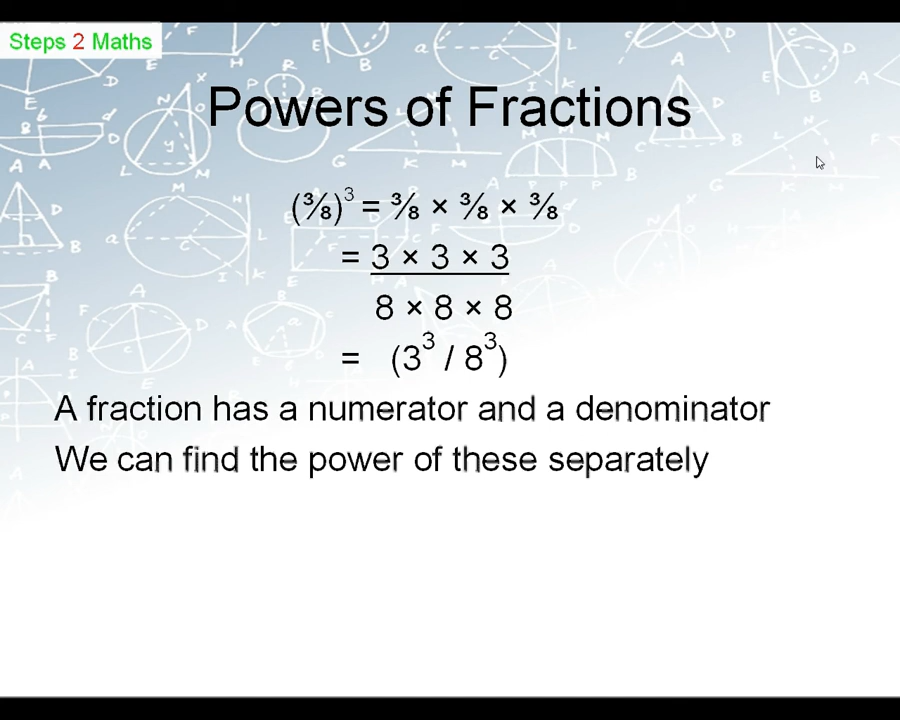 Steps 2 Maths
Powers of Fractions
(⅜)³ = ⅜ × ⅜ × ⅜
= 3 × 3 × 3
8 × 8 × 8
= (3³ / 8³)
A fraction has a numerator and a denominator
We can find the power of these separately